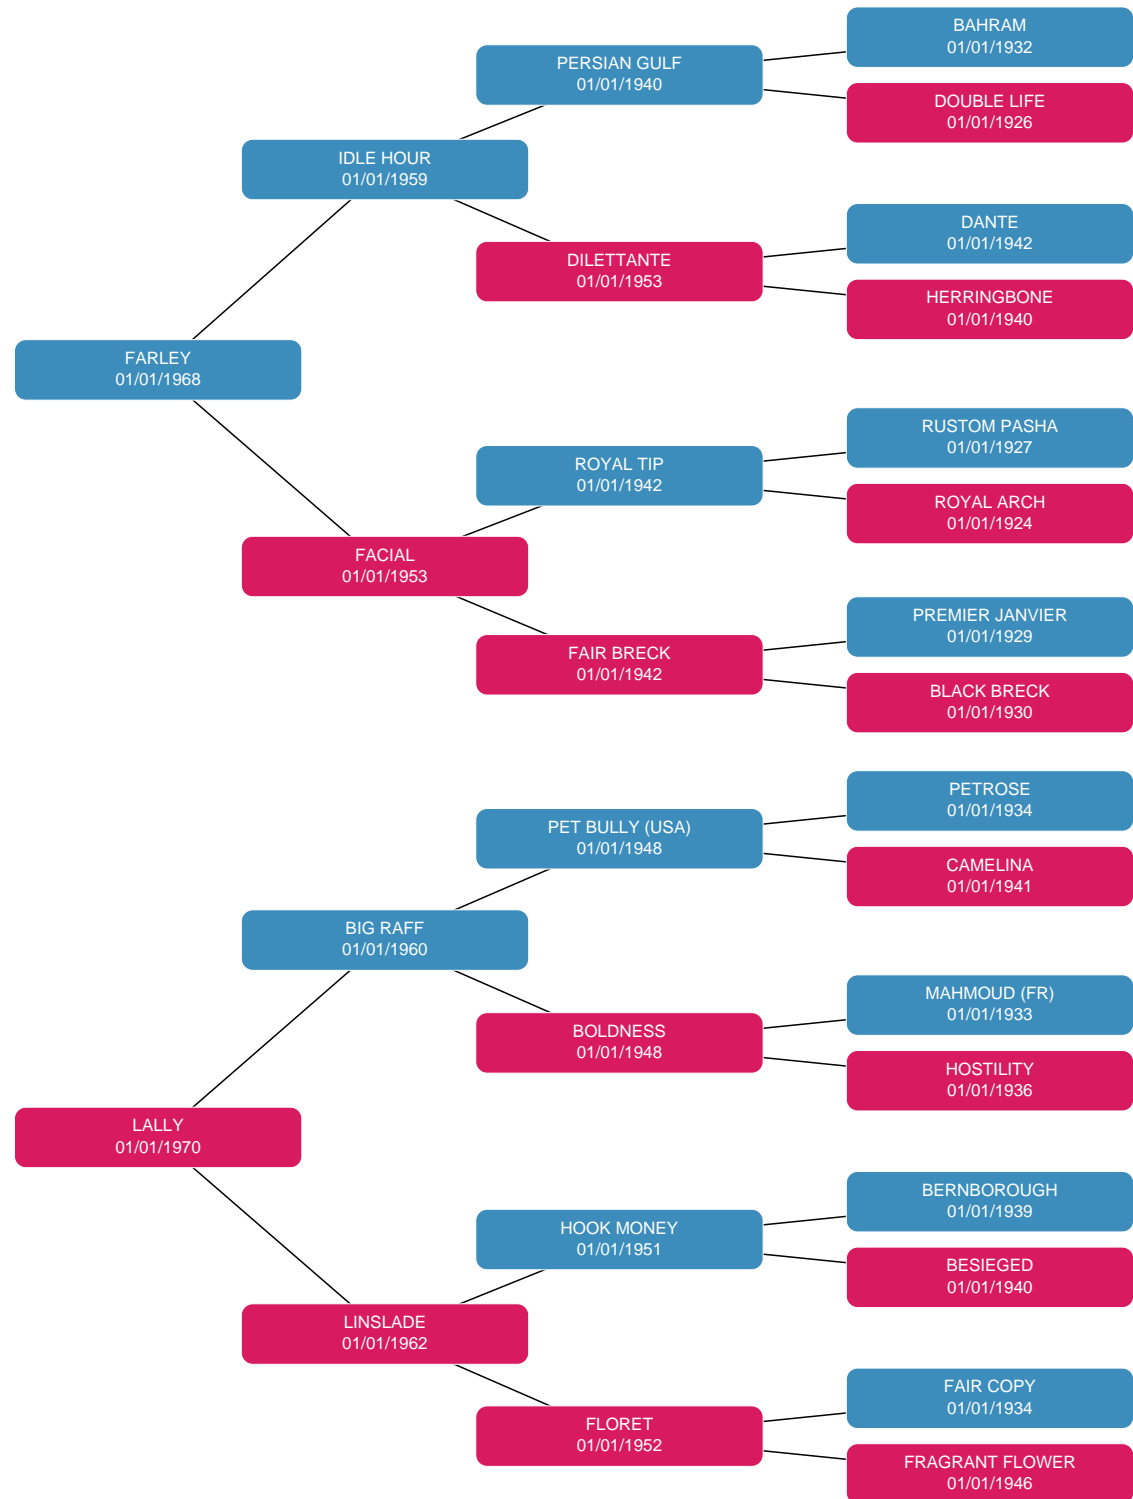 BAHRAM
01/01/1932
PERSIAN GULF
01/01/1940
DOUBLE LIFE
01/01/1926
IDLE HOUR
01/01/1959
DANTE
01/01/1942
DILETTANTE
01/01/1953
HERRINGBONE
01/01/1940
FARLEY
01/01/1968
RUSTOM PASHA
01/01/1927
ROYAL TIP
01/01/1942
ROYAL ARCH
01/01/1924
FACIAL
01/01/1953
PREMIER JANVIER
01/01/1929
FAIR BRECK
01/01/1942
BLACK BRECK
01/01/1930
PETROSE
01/01/1934
PET BULLY (USA)
01/01/1948
CAMELINA
01/01/1941
BIG RAFF
01/01/1960
MAHMOUD (FR)
01/01/1933
BOLDNESS
01/01/1948
HOSTILITY
01/01/1936
LALLY
01/01/1970
BERNBOROUGH
01/01/1939
HOOK MONEY
01/01/1951
BESIEGED
01/01/1940
LINSLADE
01/01/1962
FAIR COPY
01/01/1934
FLORET
01/01/1952
FRAGRANT FLOWER
01/01/1946